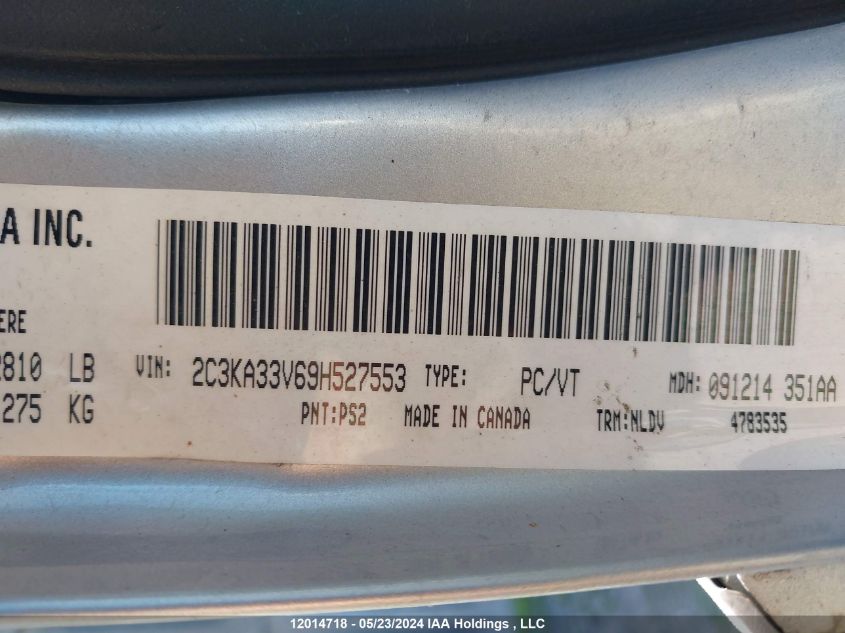 A INC.
ERE
2810 LB VIN: 2C3KA33V69H527553 TYPE: PC/VT MDH: 091214 351AA
275 KG PNT:PS2 MADE IN CANADA TRM:NLDV 4783535
12014718 - 05/23/2024 IAA Holdings , LLC